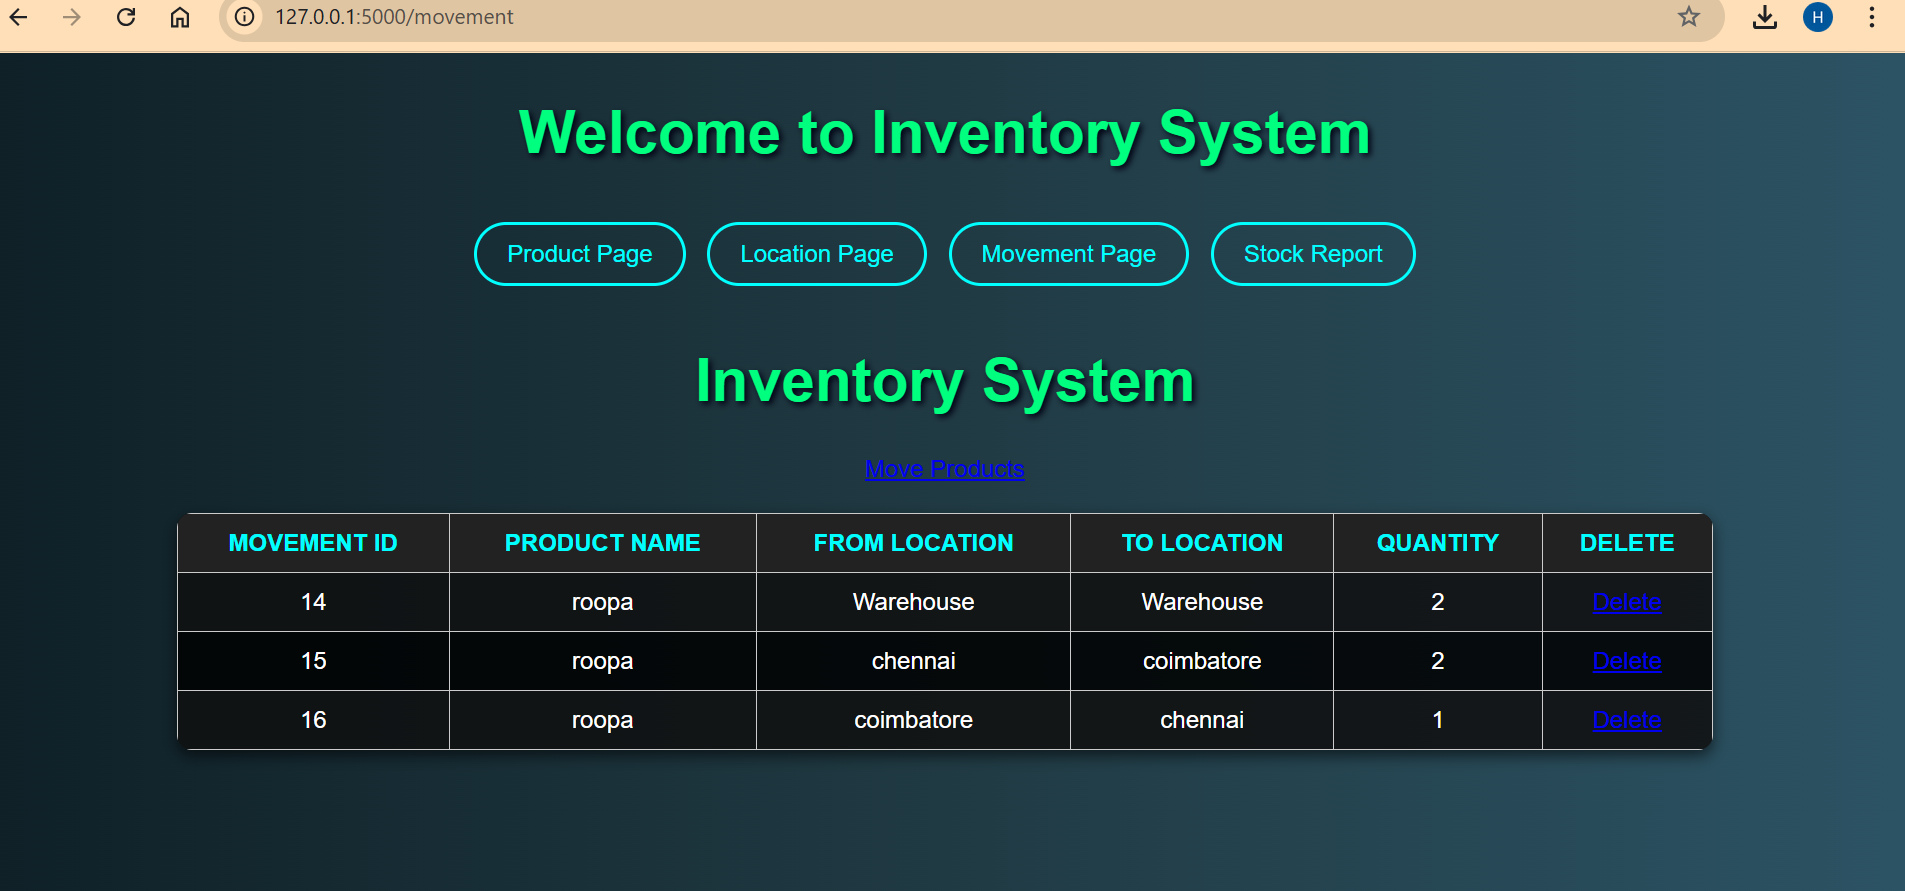 127.0.0.1:5000/movement
H
Welcome to Inventory System
Product Page Location Page Movement Page Stock Report
Inventory System
Move Products
MOVEMENT ID PRODUCT NAME FROM LOCATION TO LOCATION QUANTITY DELETE
14 roopa Warehouse Warehouse 2 Delete
15 roopa chennai coimbatore 2 Delete
16 roopa coimbatore chennai 1 Delete